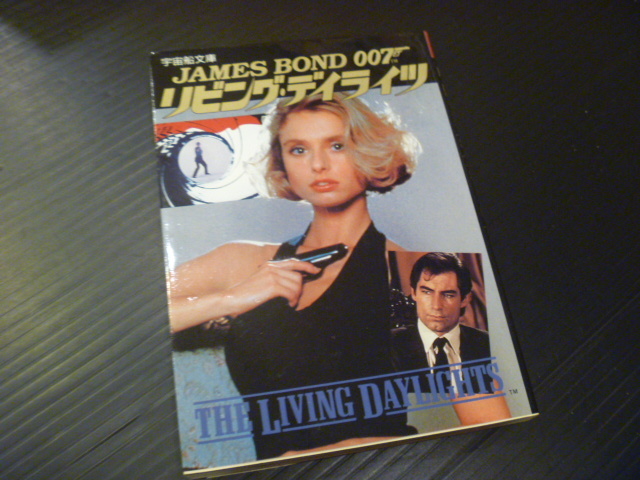 宇宙船文庫
JAMES BOND 007
リビング・デイライツ
THE LIVING DAYLIGHTS
TM